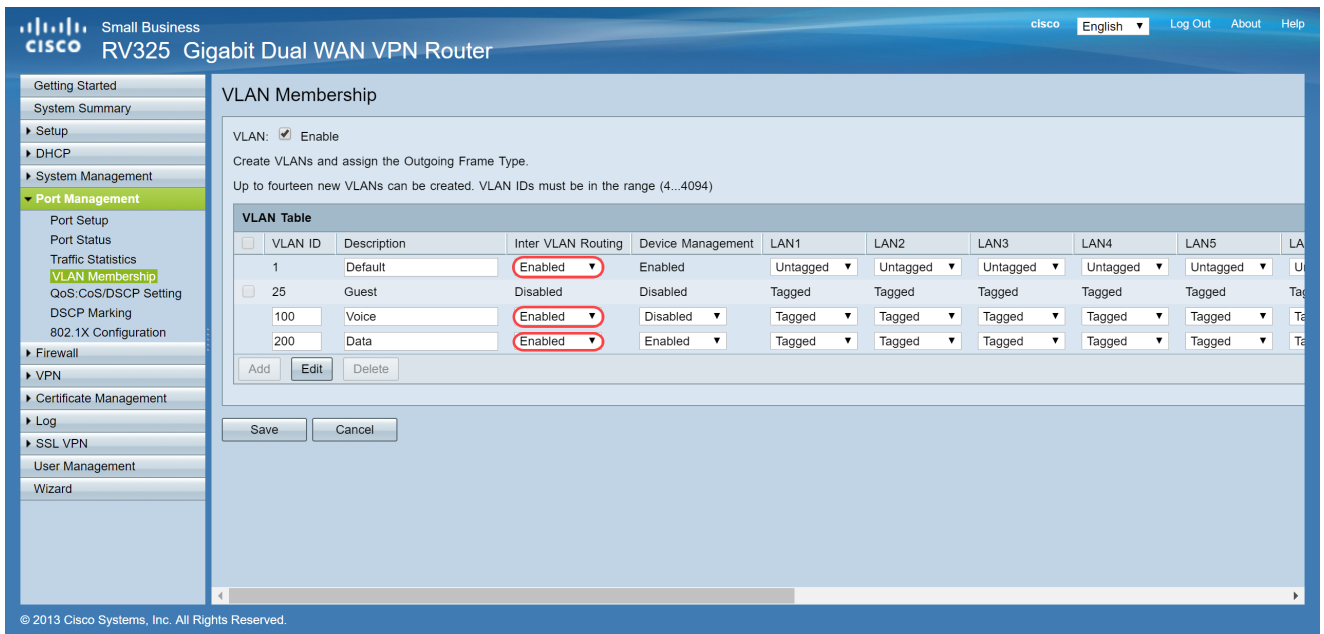 Small Business
cisco English Log Out About Help
CISCO RV325 Gigabit Dual WAN VPN Router
Getting Started
System Summary
Setup
DHCP
System Management
Port Management
Port Setup
Port Status
Traffic Statistics
VLAN Membership
QoS:CoS/DSCP Setting
DSCP Marking
802.1X Configuration
Firewall
VPN
Certificate Management
Log
SSL VPN
User Management
Wizard
VLAN Membership
VLAN: Enable
Create VLANs and assign the Outgoing Frame Type.
Up to fourteen new VLANs can be created. VLAN IDs must be in the range (4...4094)
VLAN Table
VLAN ID Description Inter VLAN Routing Device Management LAN1 LAN2 LAN3 LAN4 LAN5 LA
1 Default Enabled Enabled Untagged Untagged Untagged Untagged Untagged
25 Guest Disabled Disabled Tagged Tagged Tagged Tagged Tagged
100 Voice Enabled Disabled Tagged Tagged Tagged Tagged Tagged
200 Data Enabled Enabled Tagged Tagged Tagged Tagged Tagged
Add Edit Delete
Save Cancel
© 2013 Cisco Systems, Inc. All Rights Reserved.